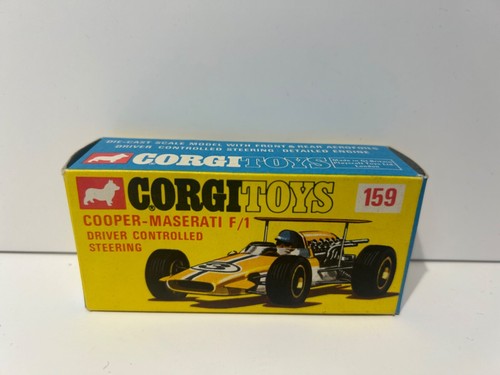 DIE-CAST SCALE MODEL WITH FRONT & REAR AEROFOILS
DRIVER CONTROLLED STEERING DETAILED ENGINE
CORGI TOYS
CORGI TOYS 159
COOPER-MASERATI F/1
DRIVER CONTROLLED
STEERING
3